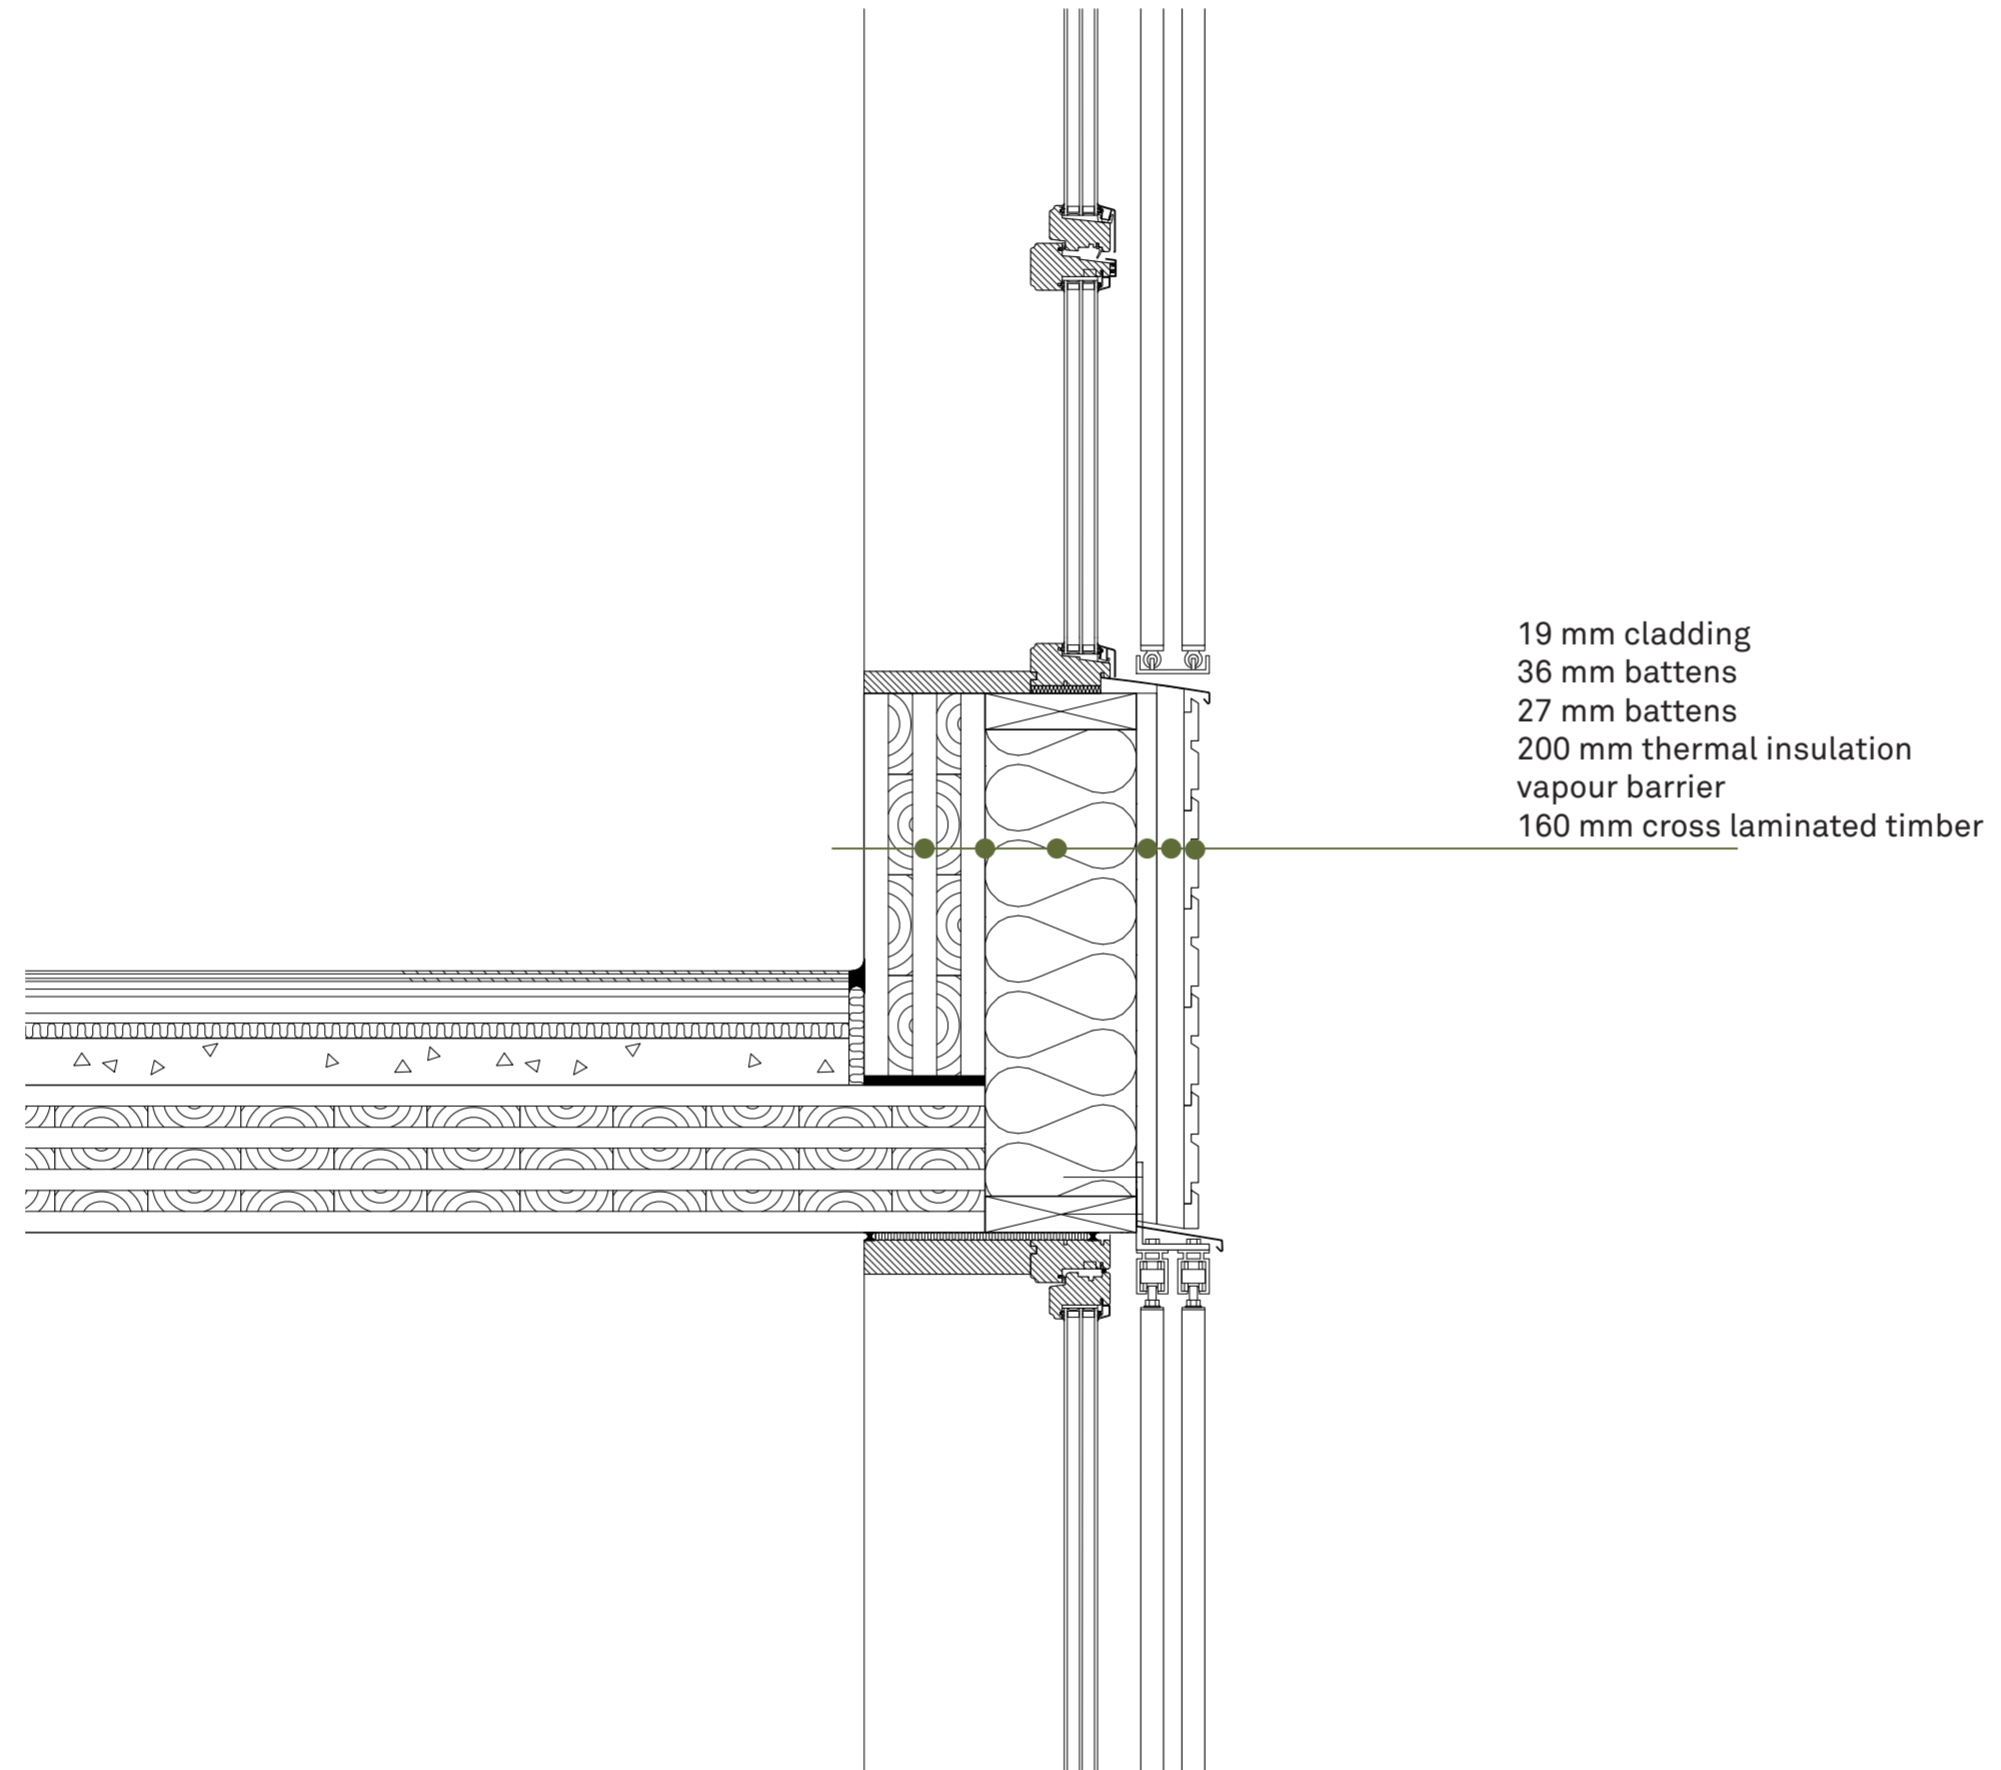 19 mm cladding
36 mm battens
27 mm battens
200 mm thermal insulation
vapour barrier
160 mm cross laminated timber